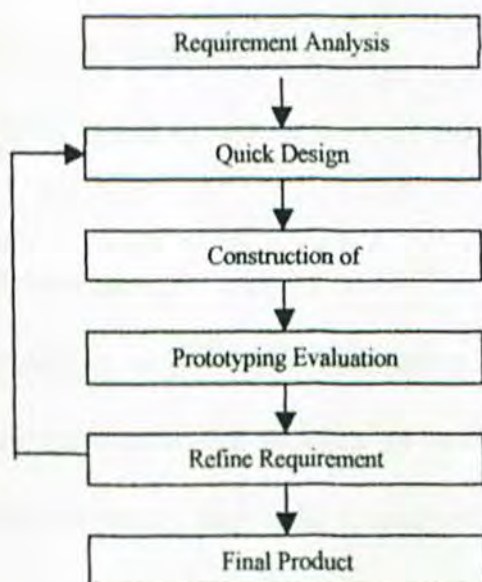 Requirement Analysis
Quick Design
Construction of
Prototyping Evaluation
Refine Requirement
Final Product